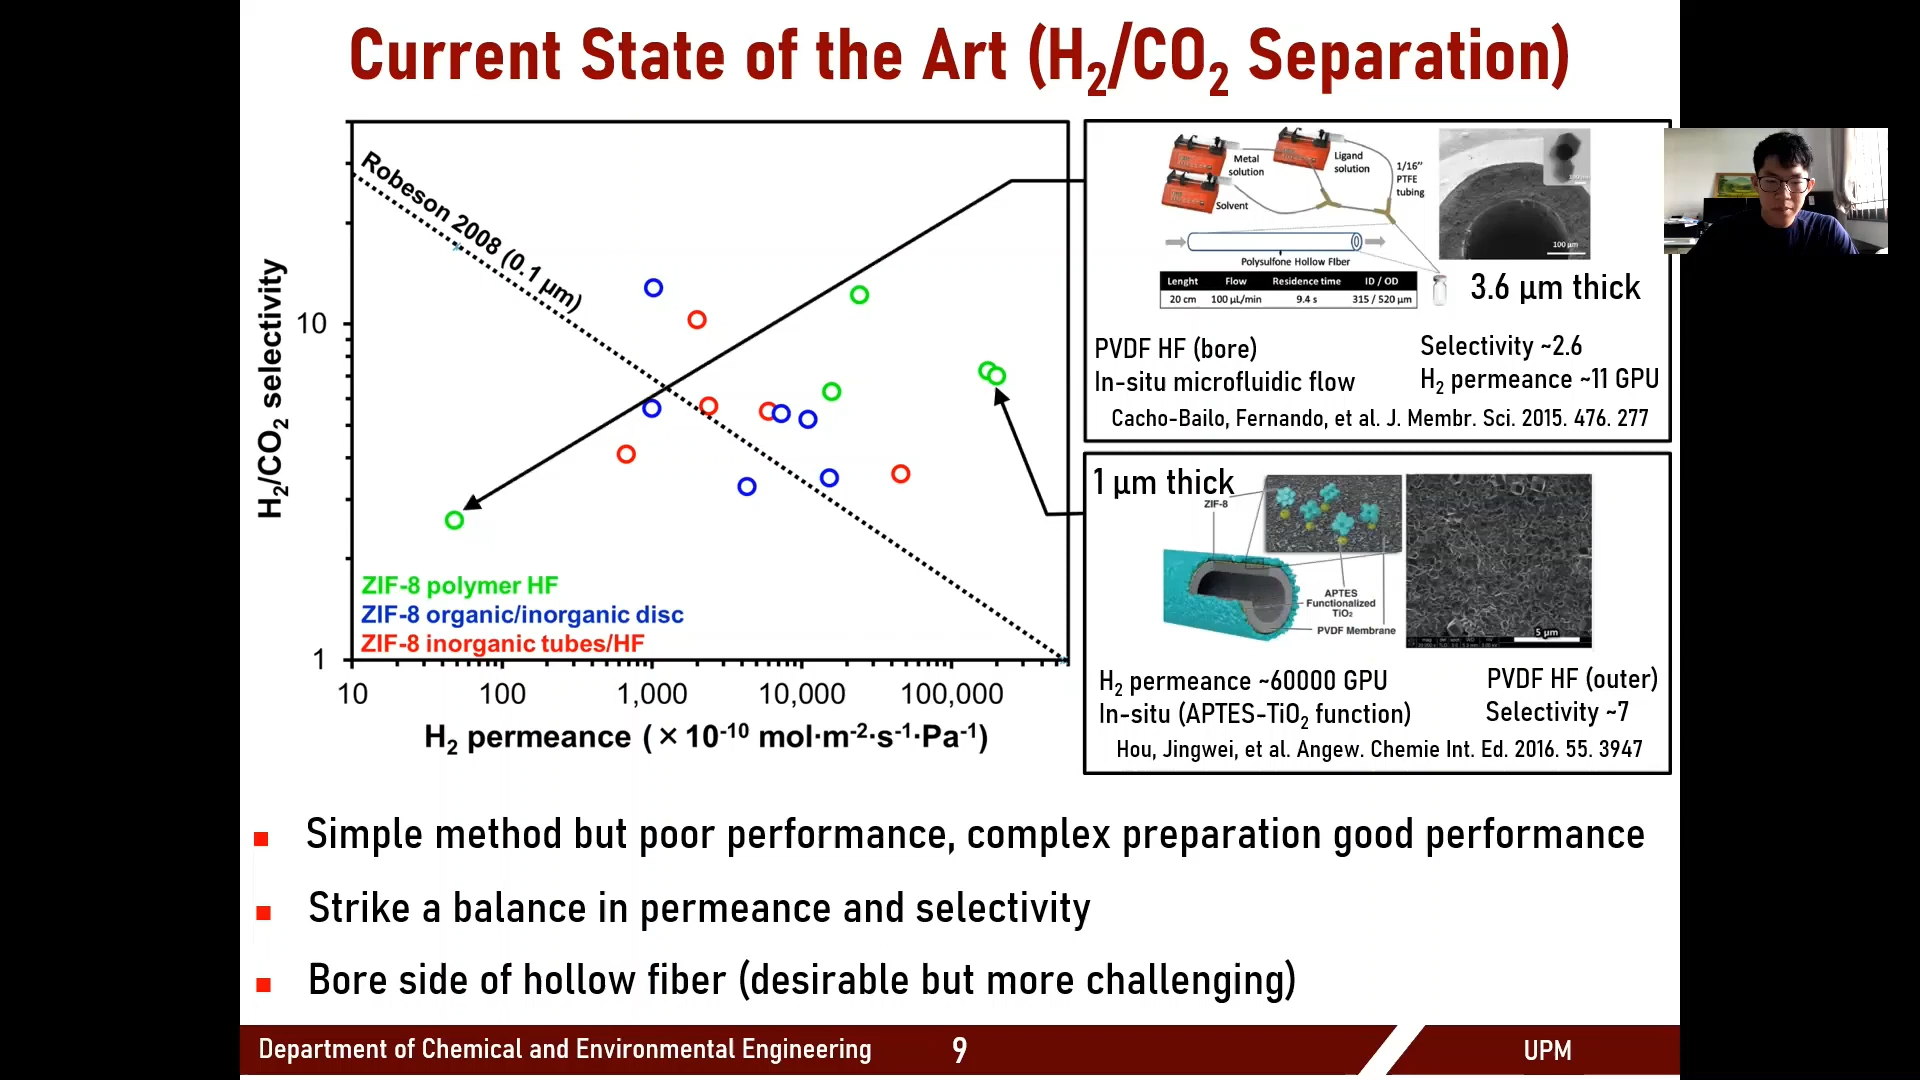 Current State of the Art (H₂/CO₂ Separation)
Robeson 2008 (0.1 µm)
H₂/CO₂ selectivity
10
1
ZIF-8 polymer HF
ZIF-8 organic/inorganic disc
ZIF-8 inorganic tubes/HF
10 100 1,000 10,000 100,000
H₂ permeance (×10⁻¹⁰ mol·m⁻²·s⁻¹·Pa⁻¹)
Metal
solution
Ligand
solution
1/16"
PTFE
tubing
Solvent
100 µm
Polysulfone Hollow FIber
Lenght Flow Residence time ID / OD
20 cm 100 µL/min 9.4 s 315 / 520 µm
3.6 µm thick
PVDF HF (bore)
In-situ microfluidic flow
Selectivity ~2.6
H₂ permeance ~11 GPU
Cacho-Bailo, Fernando, et al. J. Membr. Sci. 2015. 476. 277
1 µm thick
ZIF-8
APTES
Functionalized
TiO₂
PVDF Membrane
5 µm
H₂ permeance ~60000 GPU
In-situ (APTES-TiO₂ function)
PVDF HF (outer)
Selectivity ~7
Hou, Jingwei, et al. Angew. Chemie Int. Ed. 2016. 55. 3947
Simple method but poor performance, complex preparation good performance
Strike a balance in permeance and selectivity
Bore side of hollow fiber (desirable but more challenging)
Department of Chemical and Environmental Engineering 9 UPM